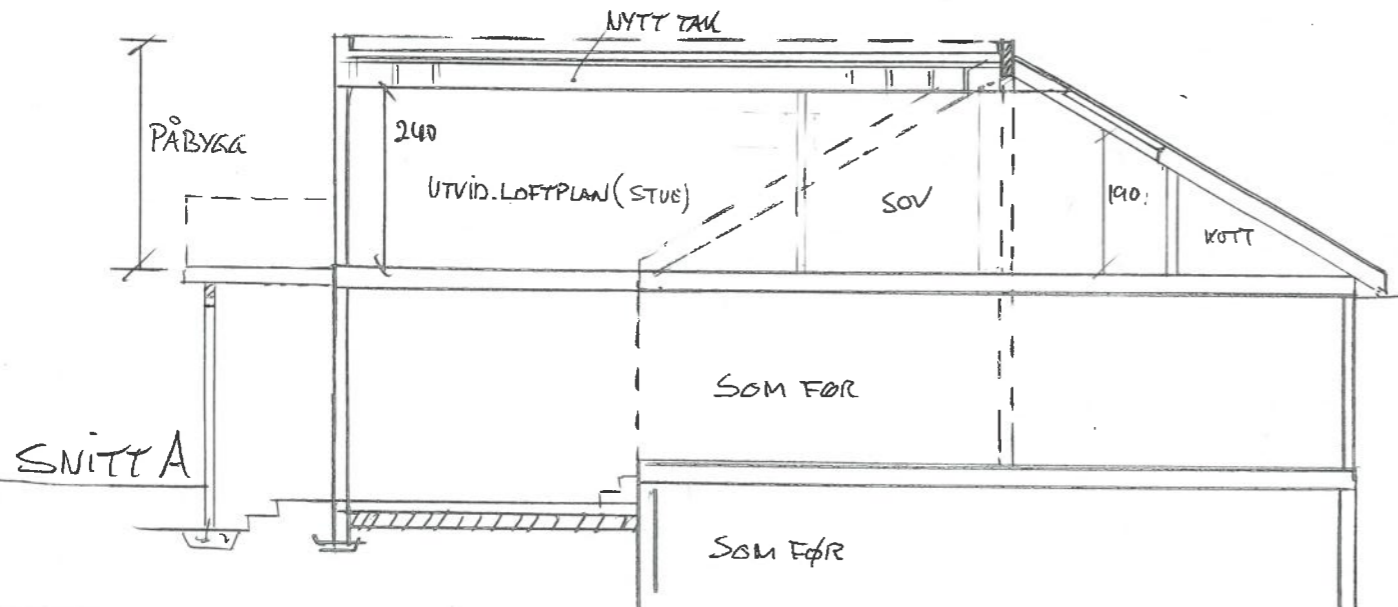 NYTT TAK
PÅBYGG
240
UTVID.LOFTPLAN (STUE)
SOV
190.
KOTT
SOM FØR
SNITT A
SOM FØR